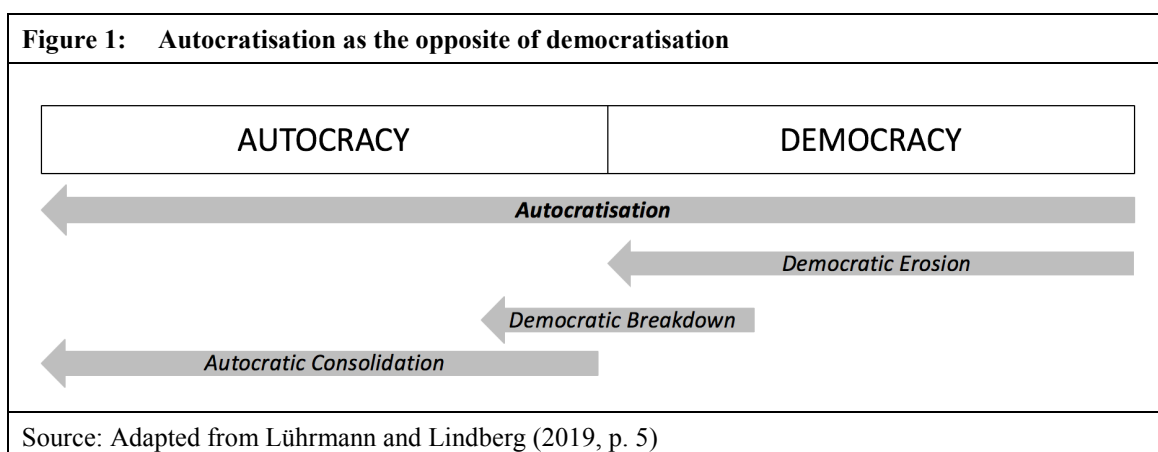 Figure 1: Autocratisation as the opposite of democratisation
AUTOCRACY DEMOCRACY
Autocratisation
Democratic Erosion
Democratic Breakdown
Autocratic Consolidation
Source: Adapted from Lührmann and Lindberg (2019, p. 5)